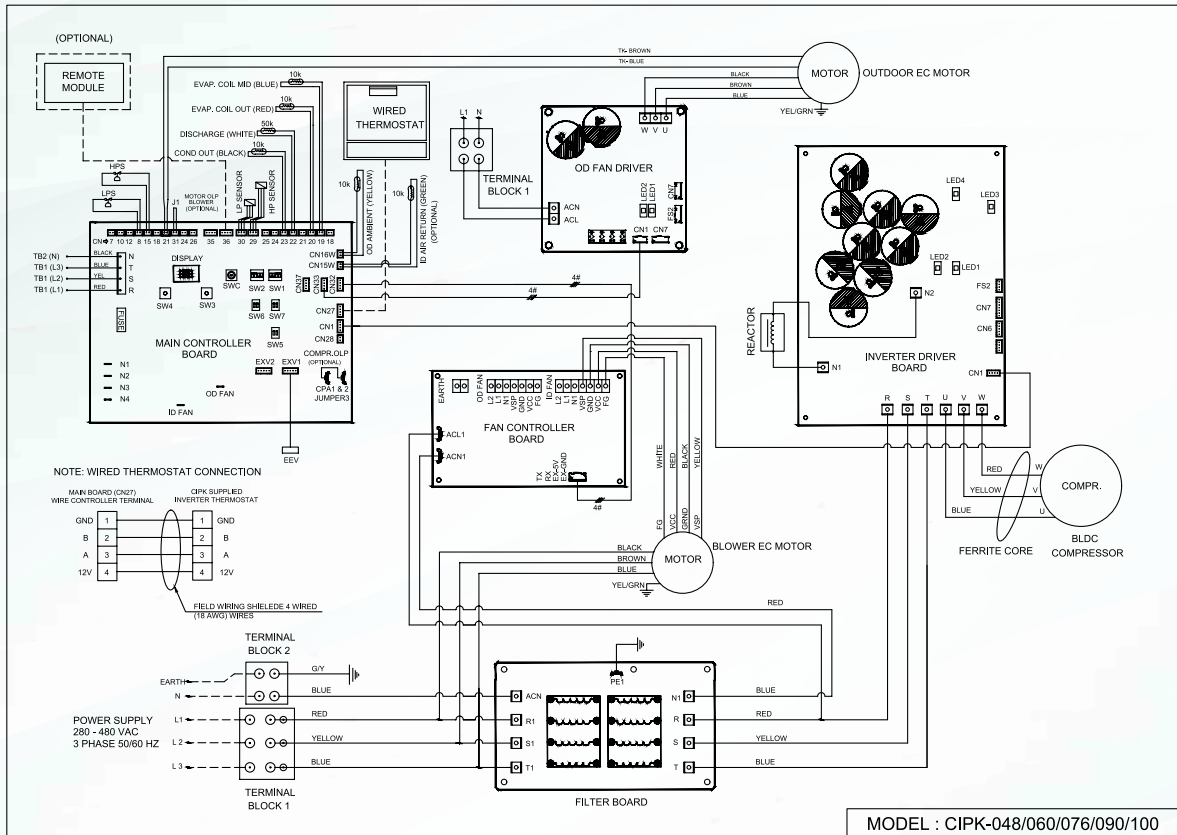 (OPTIONAL)
REMOTE
MODULE
EVAP. COIL MID (BLUE)
10k
EVAP. COIL OUT (RED)
10k
DISCHARGE (WHITE)
50k
COND OUT (BLACK)
10k
WIRED
THERMOSTAT
L1 N
TERMINAL
BLOCK 1
TK- BROWN
TK-BLUE
BLACK
BROWN
BLUE
YEL/GRN
MOTOR
OUTDOOR EC MOTOR
W V U
OD FAN DRIVER
ACN
ACL
LED2
LED1
CN7
FS2
CN1 CN7
HPS
LPS
J1
MOTOR OLP
BLOWER
(OPTIONAL)
LP SENSOR
HP SENSOR
10k
OD AMBIENT (YELLOW)
10k
ID AIR RETURN (GREEN)
(OPTIONAL)
CN 7 10 12 8 15 18 21 31 24 26 35 36 30 29 25 24 23 22 21 20 19 18
CN16W
CN15W
TB2 (N) BLACK N
TB1 (L3) BLUE T
TB1 (L2) YEL S
TB1 (L1) RED R
DISPLAY
SWC SW2 SW1
CN37
CN33
CN32
4#
4#
SW4 SW3
SW6 SW7
SW5
CN27
CN1
CN28
FUSE
MAIN CONTROLLER
BOARD
COMPR.OLP
(OPTIONAL)
CPA1 & 2
JUMPER3
EXV2 EXV1
N1
N2
N3
N4
OD FAN
ID FAN
EEV
LED4
LED3
LED2
LED1
N2
FS2
CN7
CN6
REACTOR
N1
INVERTER DRIVER
BOARD
CN1
R S T U V W
EARTH
OD FAN
L2
L1
N1
VSP
GND
VCC
FG
ID FAN
L2
L1
N1
VSP
GND
VCC
FG
FAN CONTROLLER
BOARD
ACL1
ACN1
TX
RX
EX-5V
EX-GND
4#
WHITE
RED
BLACK
YELLOW
FG
VCC
GRND
VSP
BLACK
BROWN
BLUE
YEL/GRN
MOTOR
BLOWER EC MOTOR
RED W
YELLOW V
BLUE U
COMPR.
FERRITE CORE
BLDC
COMPRESSOR
NOTE: WIRED THERMOSTAT CONNECTION
MAIN BOARD (CN27)
WIRE CONTROLLER TERMINAL
CIPK SUPPLIED
INVERTER THERMOSTAT
GND 1 1 GND
B 2 2 B
A 3 3 A
12V 4 4 12V
FIELD WIRING SHIELEDE 4 WIRED
(18 AWG) WIRES
RED
TERMINAL
BLOCK 2
EARTH G/Y
N BLUE
POWER SUPPLY
280 - 480 VAC
3 PHASE 50/60 HZ
L1 RED
L 2 YELLOW
L 3 BLUE
TERMINAL
BLOCK 1
PE1
ACN N1 BLUE
R1 R RED
S1 S YELLOW
T1 T BLUE
FILTER BOARD
MODEL : CIPK-048/060/076/090/100